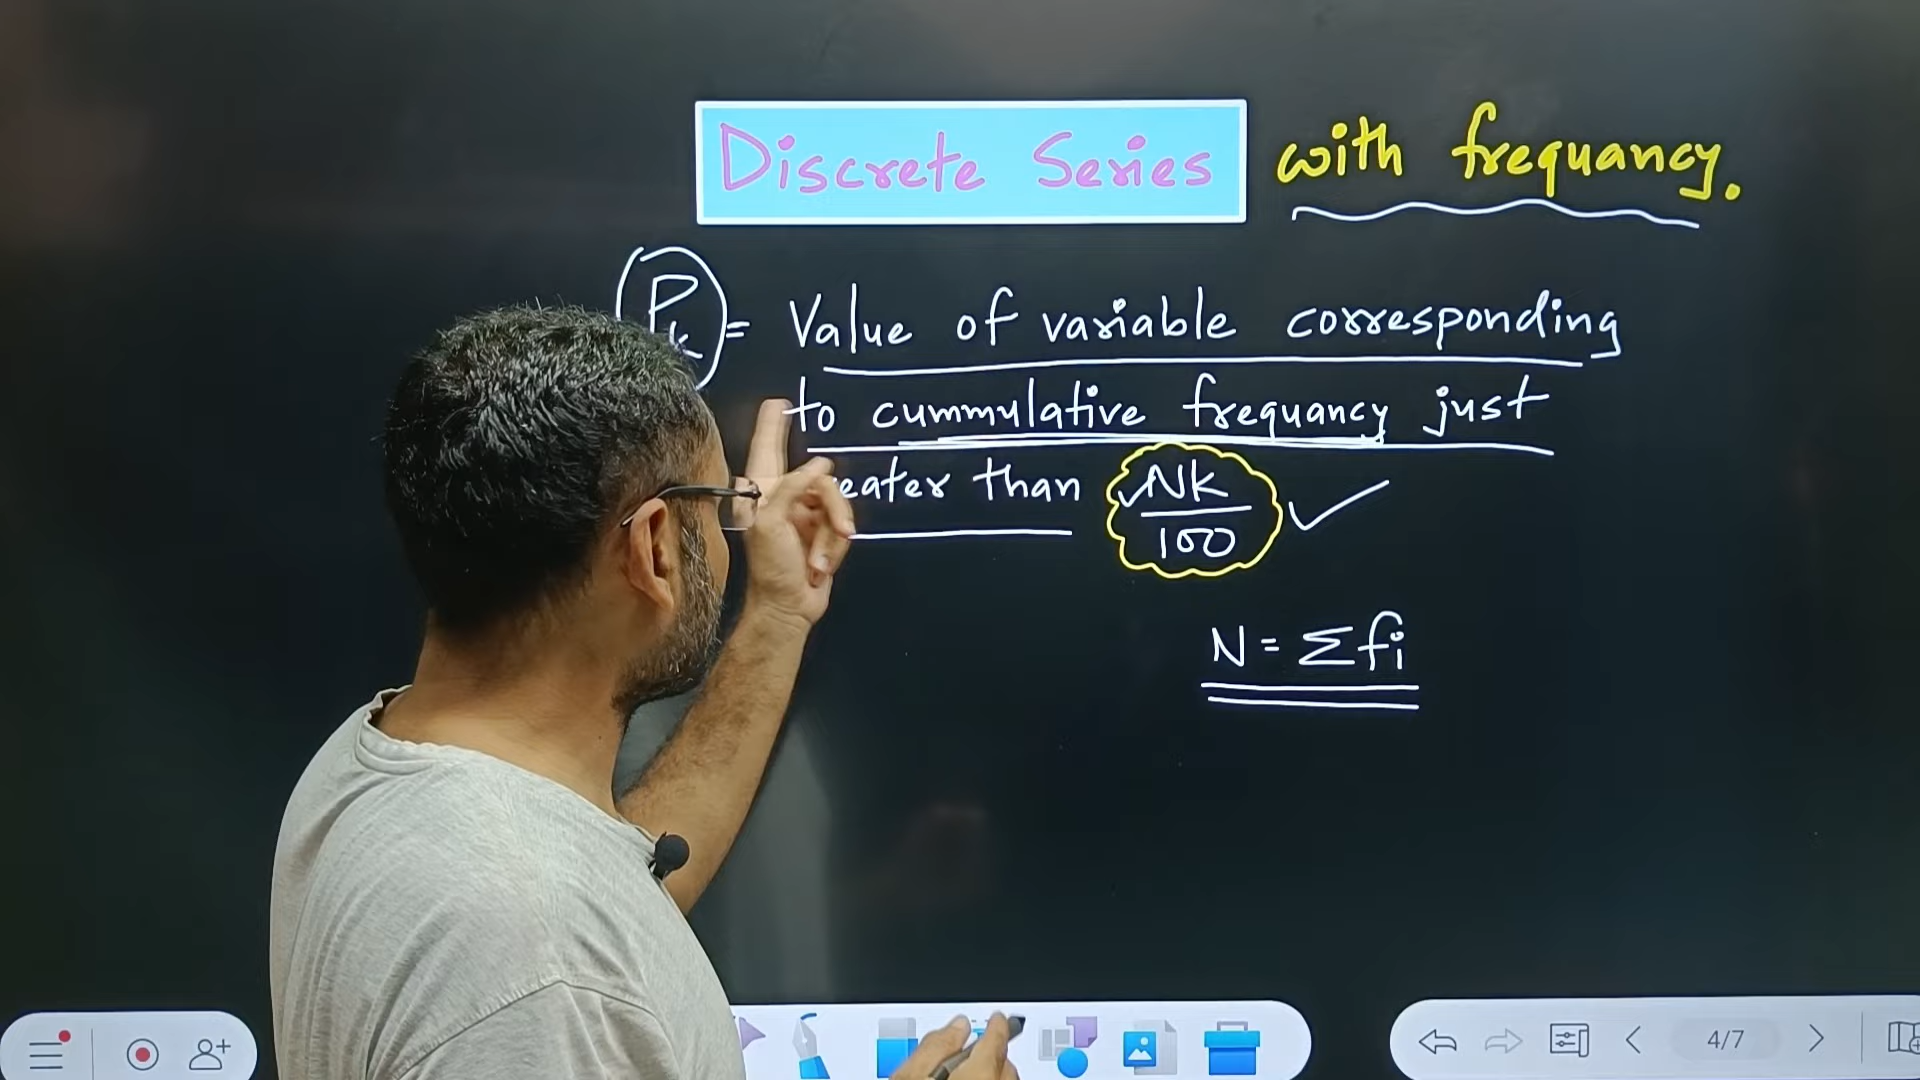 Discrete Series with frequancy.
Pk = Value of variable corresponding
to cummulative frequancy just
than Nk/100
N = Σfi
4/7